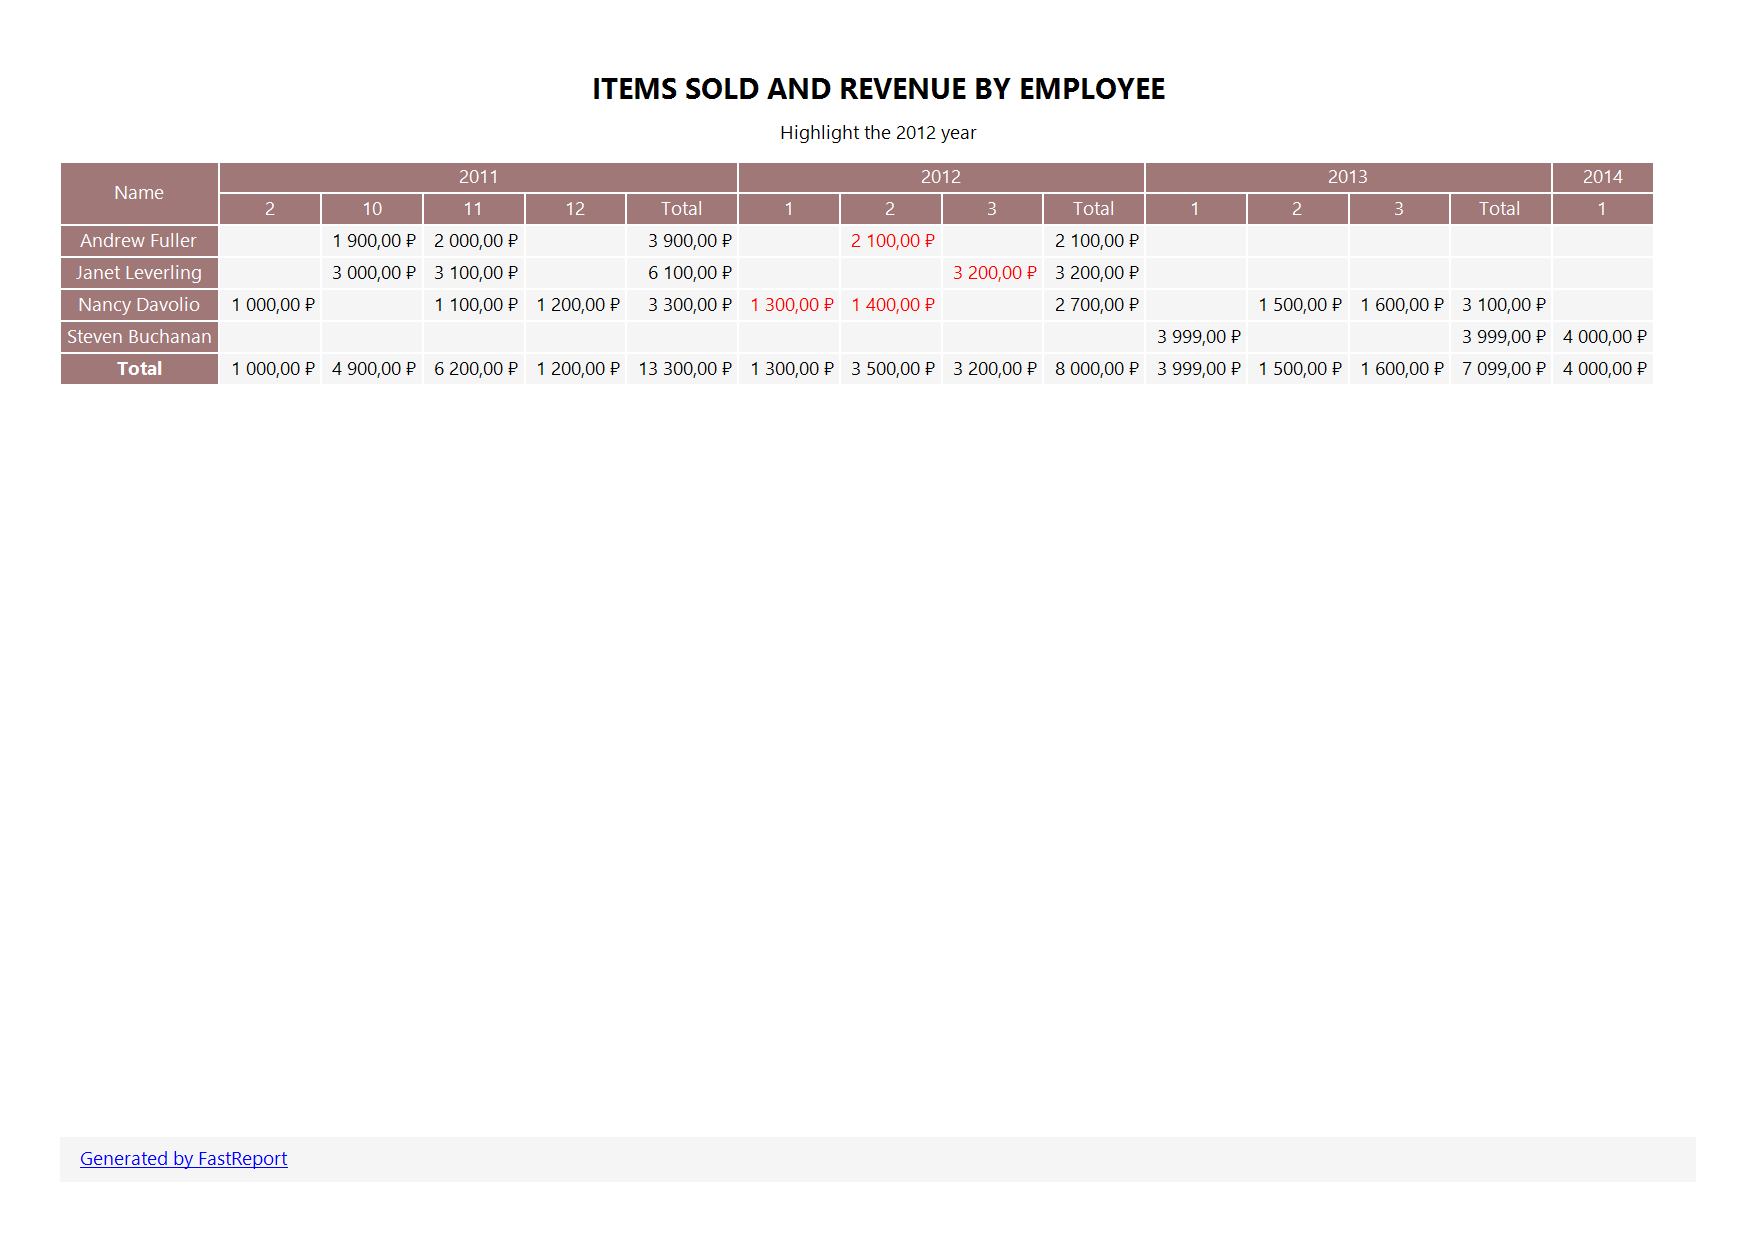 ITEMS SOLD AND REVENUE BY EMPLOYEE
Highlight the 2012 year
Name 2011 2012 2013 2014
2 10 11 12 Total 1 2 3 Total 1 2 3 Total 1
Andrew Fuller 1 900,00 ₽ 2 000,00 ₽ 3 900,00 ₽ 2 100,00 ₽ 2 100,00 ₽
Janet Leverling 3 000,00 ₽ 3 100,00 ₽ 6 100,00 ₽ 3 200,00 ₽ 3 200,00 ₽
Nancy Davolio 1 000,00 ₽ 1 100,00 ₽ 1 200,00 ₽ 3 300,00 ₽ 1 300,00 ₽ 1 400,00 ₽ 2 700,00 ₽ 1 500,00 ₽ 1 600,00 ₽ 3 100,00 ₽
Steven Buchanan 3 999,00 ₽ 3 999,00 ₽ 4 000,00 ₽
Total 1 000,00 ₽ 4 900,00 ₽ 6 200,00 ₽ 1 200,00 ₽ 13 300,00 ₽ 1 300,00 ₽ 3 500,00 ₽ 3 200,00 ₽ 8 000,00 ₽ 3 999,00 ₽ 1 500,00 ₽ 1 600,00 ₽ 7 099,00 ₽ 4 000,00 ₽
Generated by FastReport